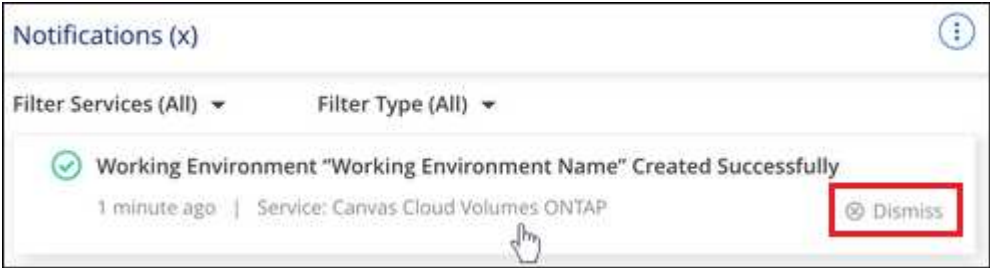 Notifications (x)
Filter Services (All) Filter Type (All)
Working Environment “Working Environment Name” Created Successfully
1 minute ago | Service: Canvas Cloud Volumes ONTAP
Dismiss